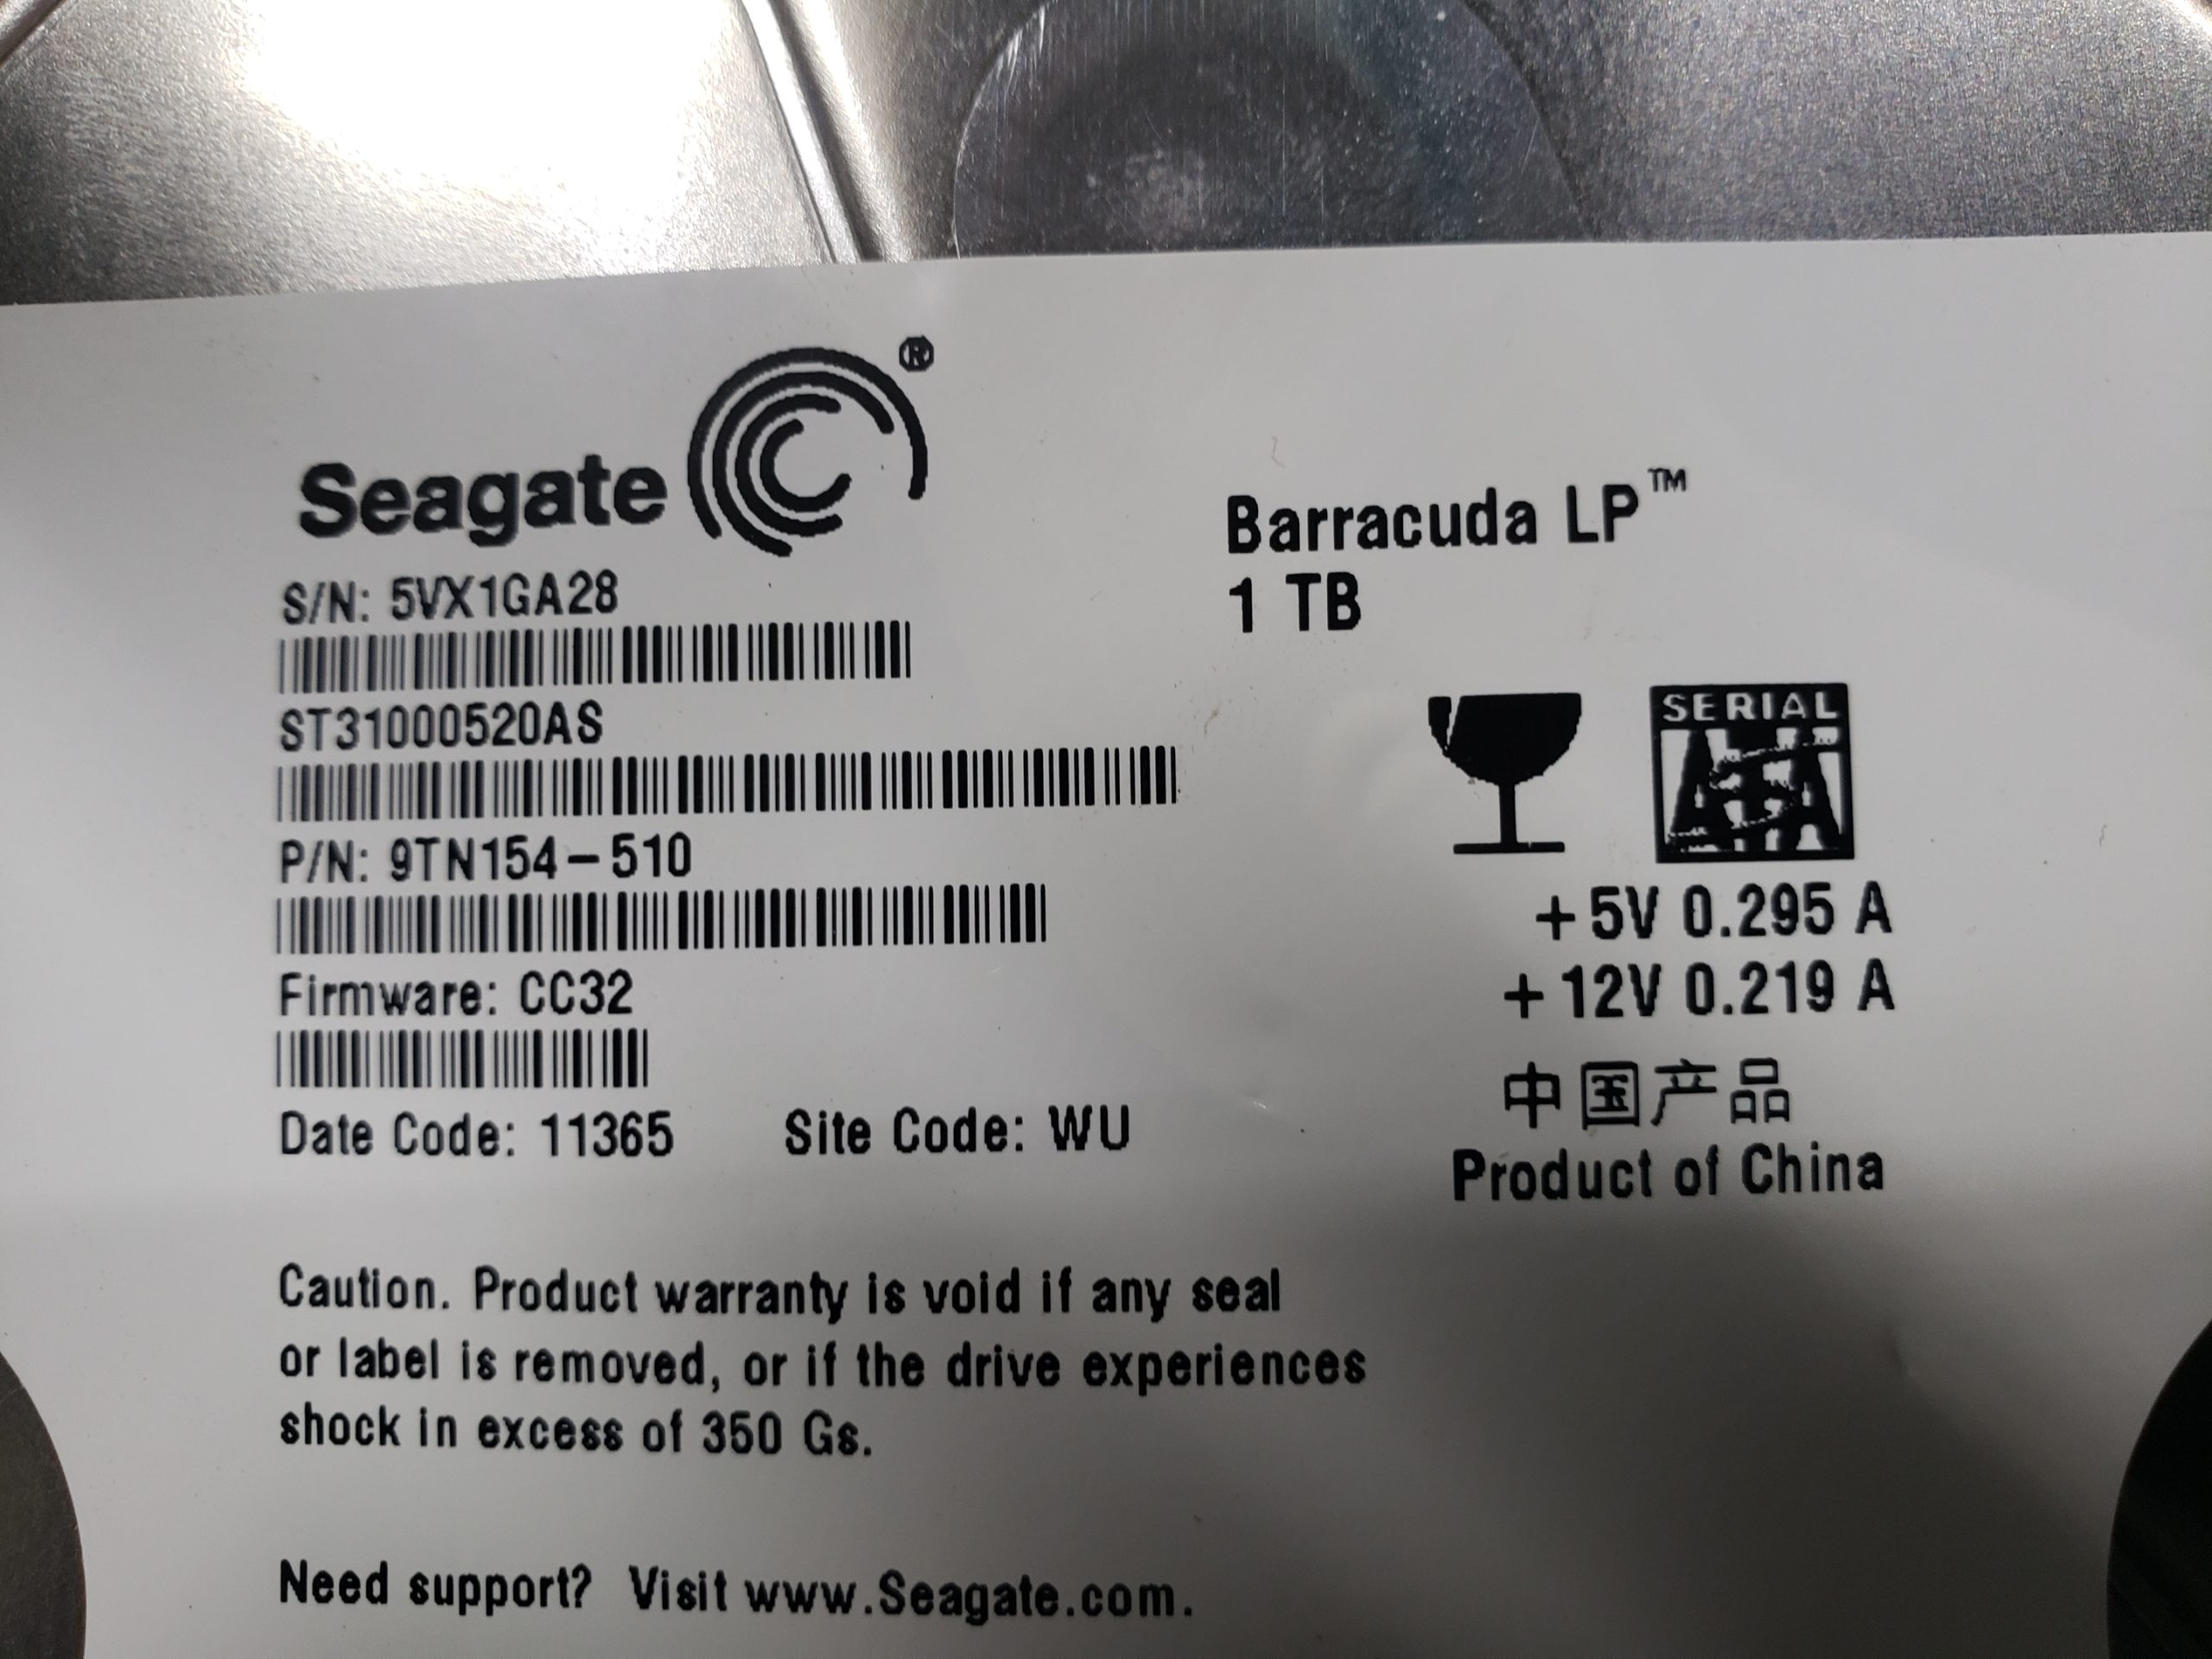 Seagate ®
S/N: 5VX1GA28
ST31000520AS
P/N: 9TN154-510
Firmware: CC32
Date Code: 11365 Site Code: WU
Barracuda LP™
1 TB
SERIAL
ATA
+5V 0.295 A
+12V 0.219 A
中国产品
Product of China
Caution. Product warranty is void if any seal
or label is removed, or if the drive experiences
shock in excess of 350 Gs.
Need support? Visit www.Seagate.com.